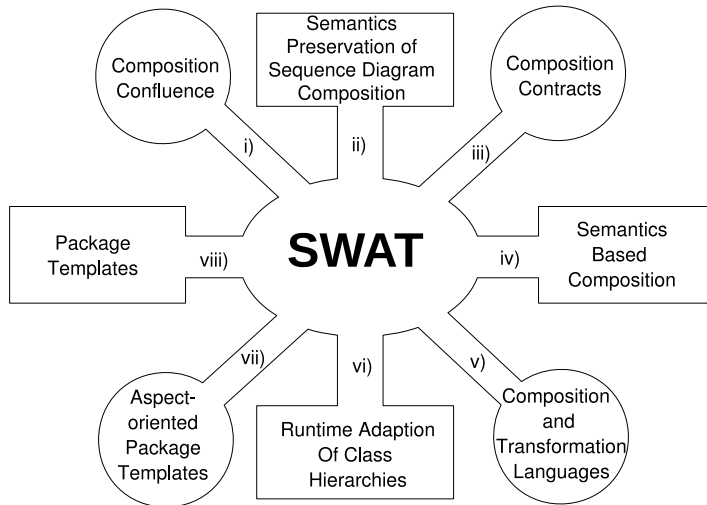 Composition
Confluence
i)
Semantics
Preservation of
Sequence Diagram
Composition
ii)
Composition
Contracts
iii)
Package
Templates
viii)
SWAT
iv)
Semantics
Based
Composition
Aspect-
oriented
Package
Templates
vii)
vi)
Runtime Adaption
Of Class
Hierarchies
v)
Composition
and
Transformation
Languages